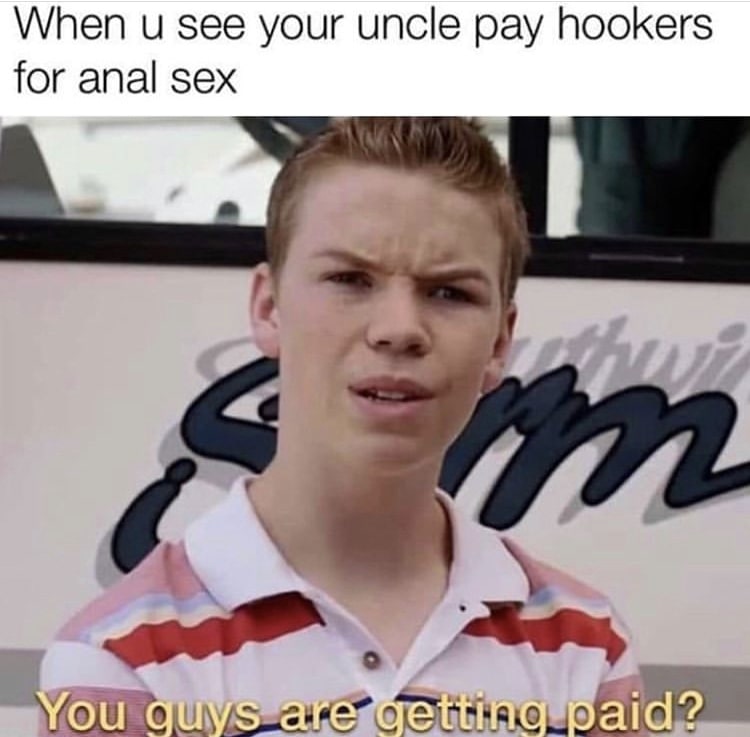 When u see your uncle pay hookers
for anal sex
You guys are getting paid?